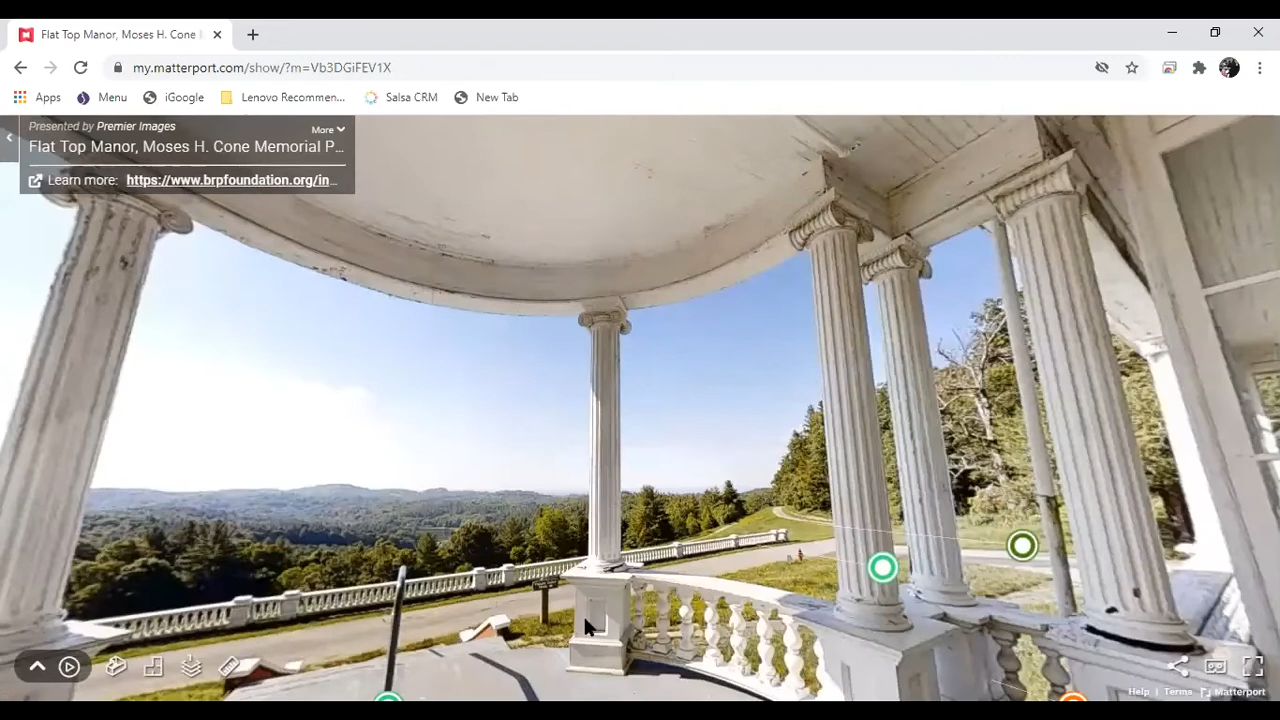 Flat Top Manor, Moses H. Cone M
my.matterport.com/show/?m=Vb3DGiFEV1X
Apps Menu iGoogle Lenovo Recommen... Salsa CRM New Tab
Presented by Premier Images More
Flat Top Manor, Moses H. Cone Memorial P...
Learn more: https://www.brpfoundation.org/in...
Help | Terms Matterport